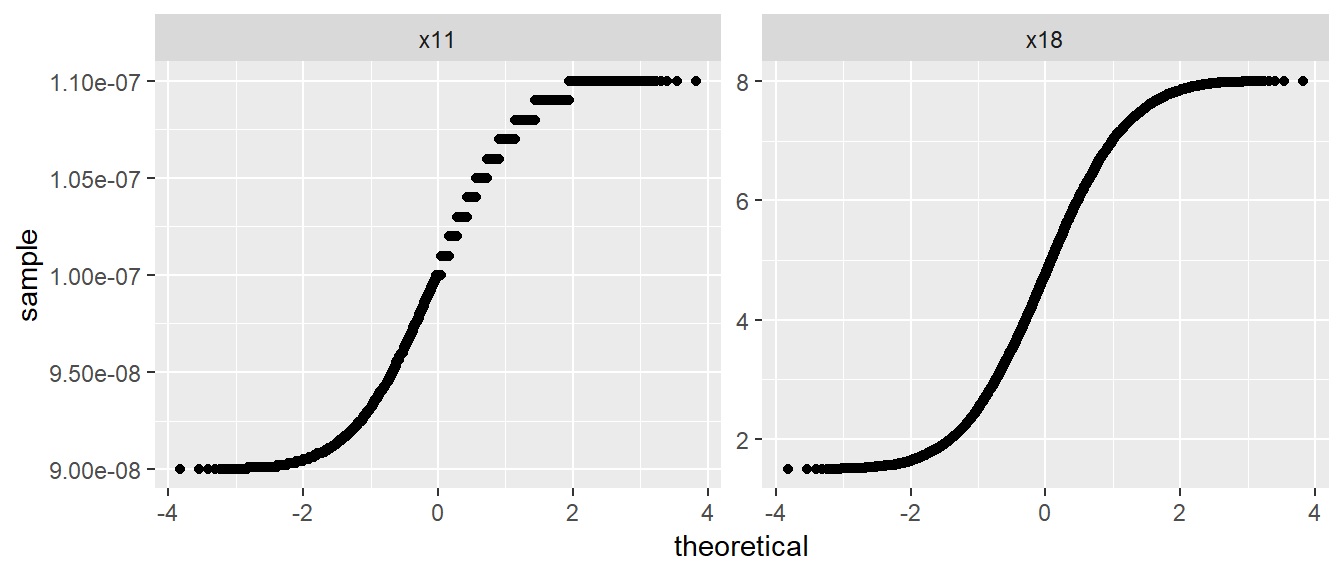 x11
x18
sample
1.10e-07
1.05e-07
1.00e-07
9.50e-08
9.00e-08
8
6
4
2
-4 -2 0 2 4
-4 -2 0 2 4
theoretical